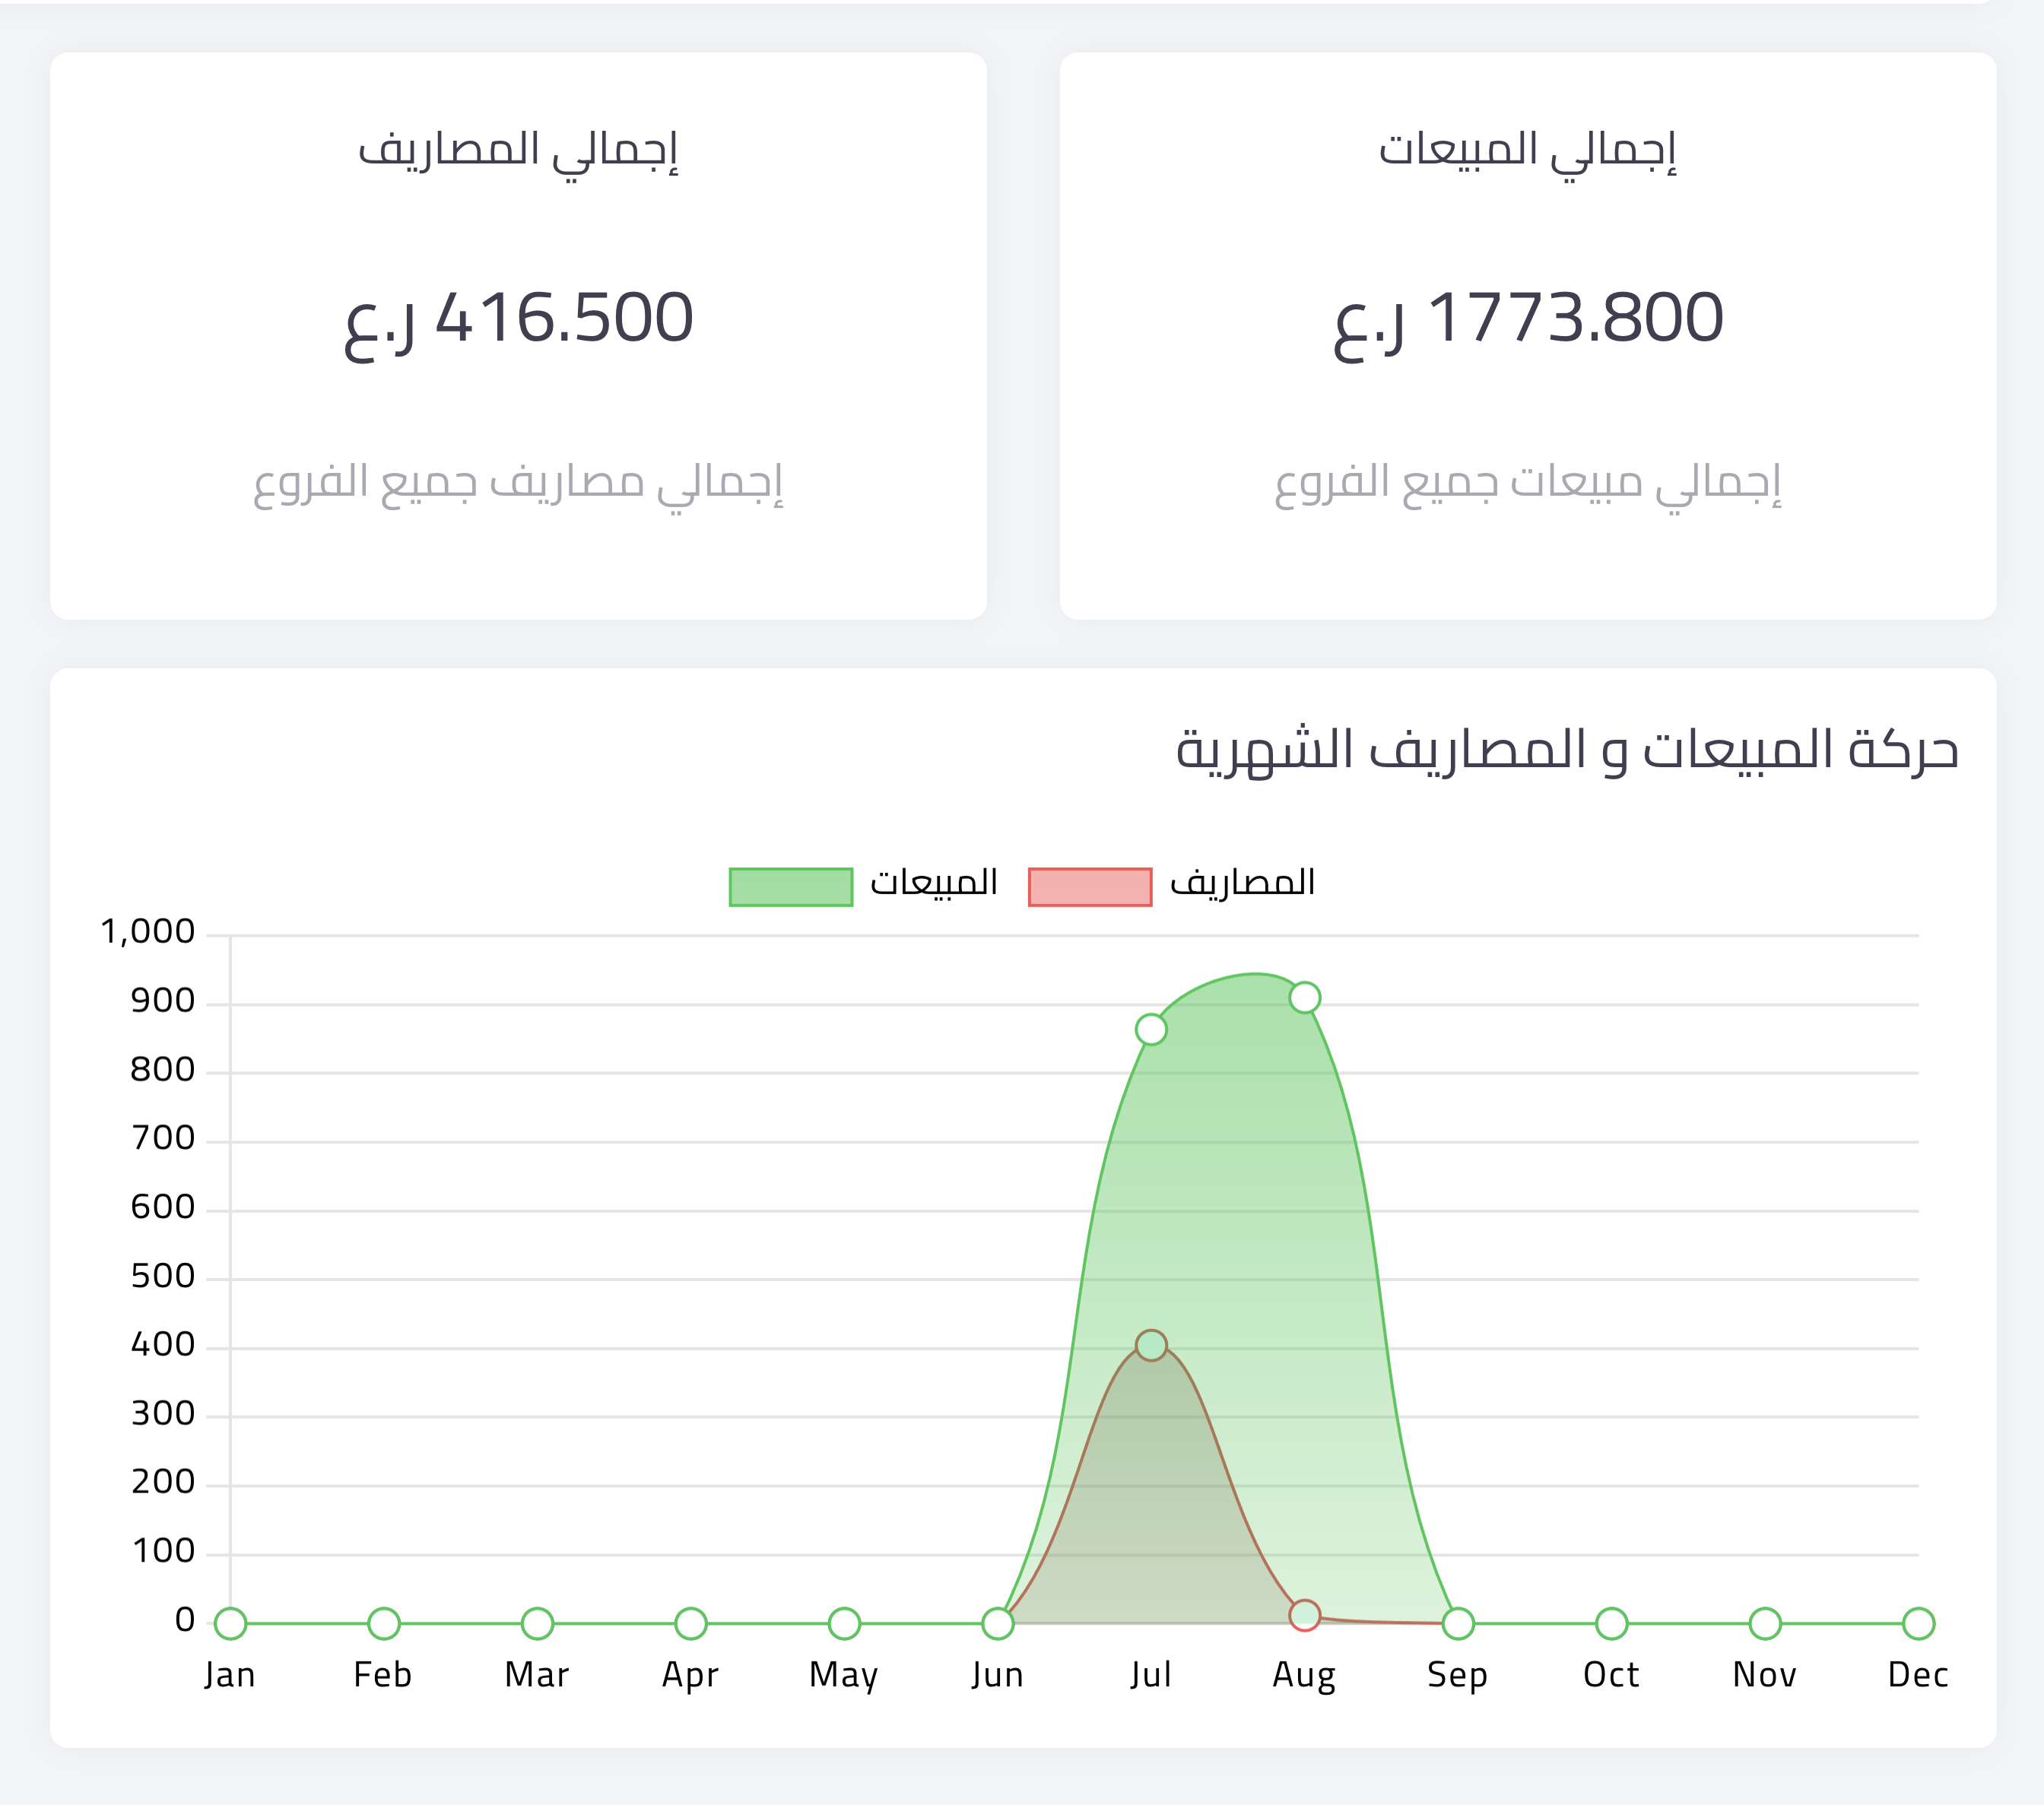 إجمالي المبيعات
1773.800 ر.ع
إجمالي مبيعات جميع الفروع
إجمالي المصاريف
416.500 ر.ع
إجمالي مصاريف جميع الفروع
حركة المبيعات و المصاريف الشهرية
المبيعات المصاريف
1,000
900
800
700
600
500
400
300
200
100
0
Jan Feb Mar Apr May Jun Jul Aug Sep Oct Nov Dec